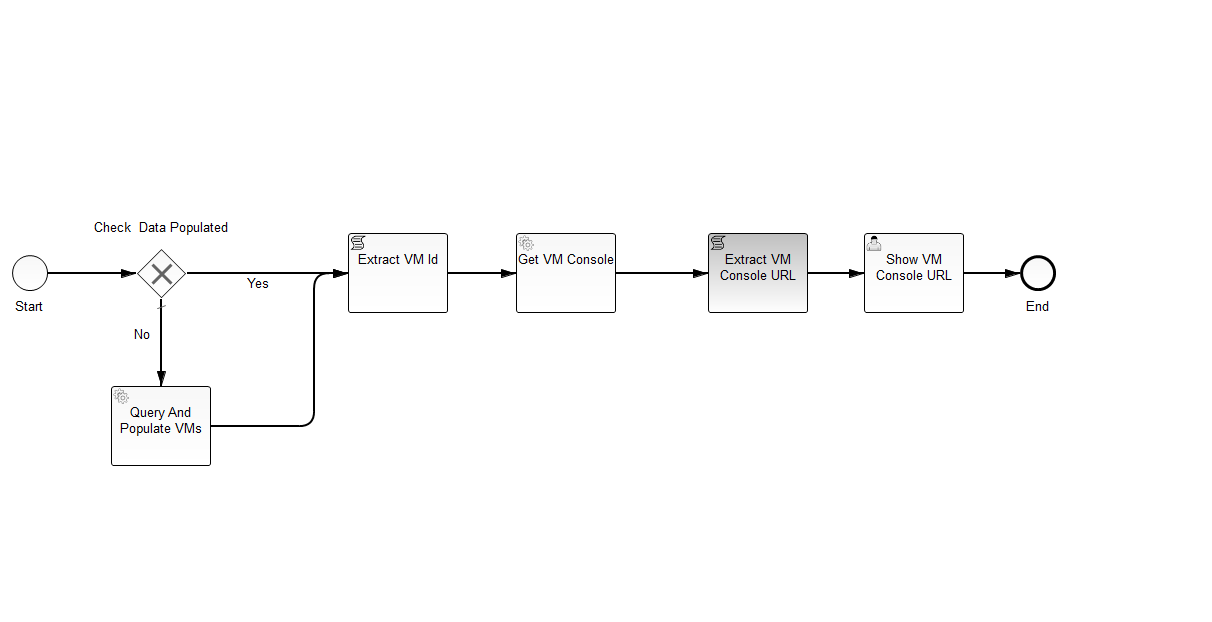 Check  Data Populated
Start
Yes
No
Query And
Populate VMs
Extract VM Id
Get VM Console
Extract VM
Console URL
Show VM
Console URL
End